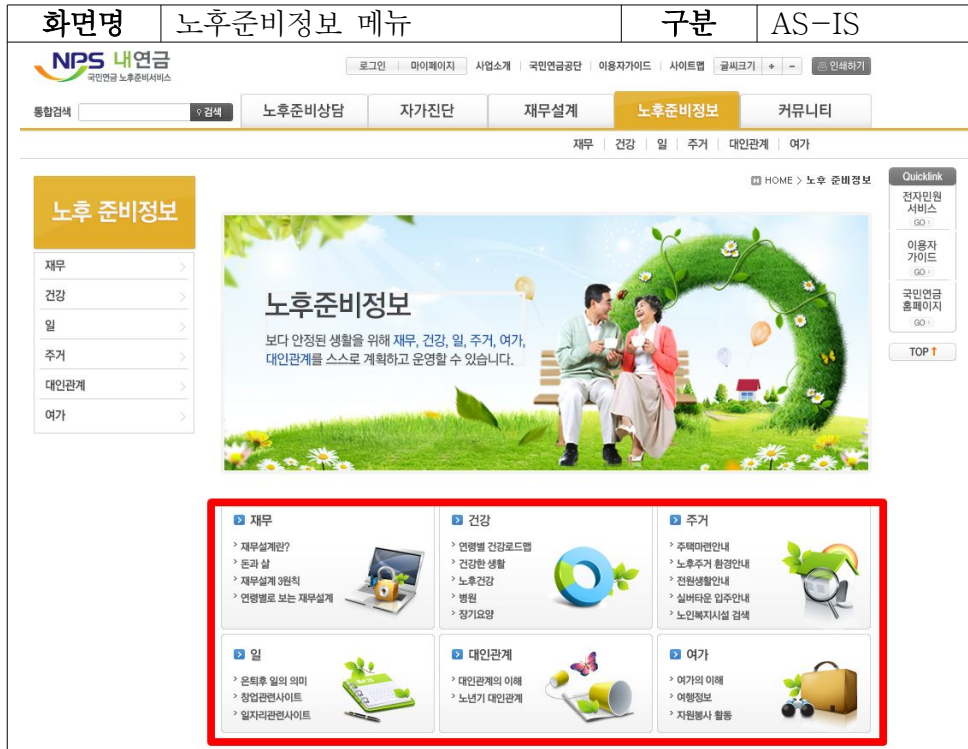 화면명 노후준비정보 메뉴 구분 AS-IS
NPS 내연금
국민연금 노후준비서비스
로그인 마이페이지 사업소개 국민연금공단 이용자가이드 사이트맵 글씨크기 + - 인쇄하기
통합검색 검색 노후준비상담 자가진단 재무설계 노후준비정보 커뮤니티
재무 건강 일 주거 대인관계 여가
HOME > 노후 준비정보
Quicklink
전자민원
서비스
GO
이용자
가이드
GO
국민연금
홈페이지
GO
TOP
노후 준비정보
재무
건강
일
주거
대인관계
여가
노후준비정보
보다 안정된 생활을 위해 재무, 건강, 일, 주거, 여가,
대인관계를 스스로 계획하고 운영할 수 있습니다.
재무
재무설계란?
돈과 삶
재무설계 3원칙
연령별로 보는 재무설계
건강
연령별 건강로드맵
건강한 생활
노후건강
병원
장기요양
주거
주택마련안내
노후주거 환경안내
전원생활안내
실버타운 입주안내
노인복지시설 검색
일
은퇴후 일의 의미
창업관련사이트
일자리관련사이트
대인관계
대인관계의 이해
노년기 대인관계
여가
여가의 이해
여행정보
자원봉사 활동